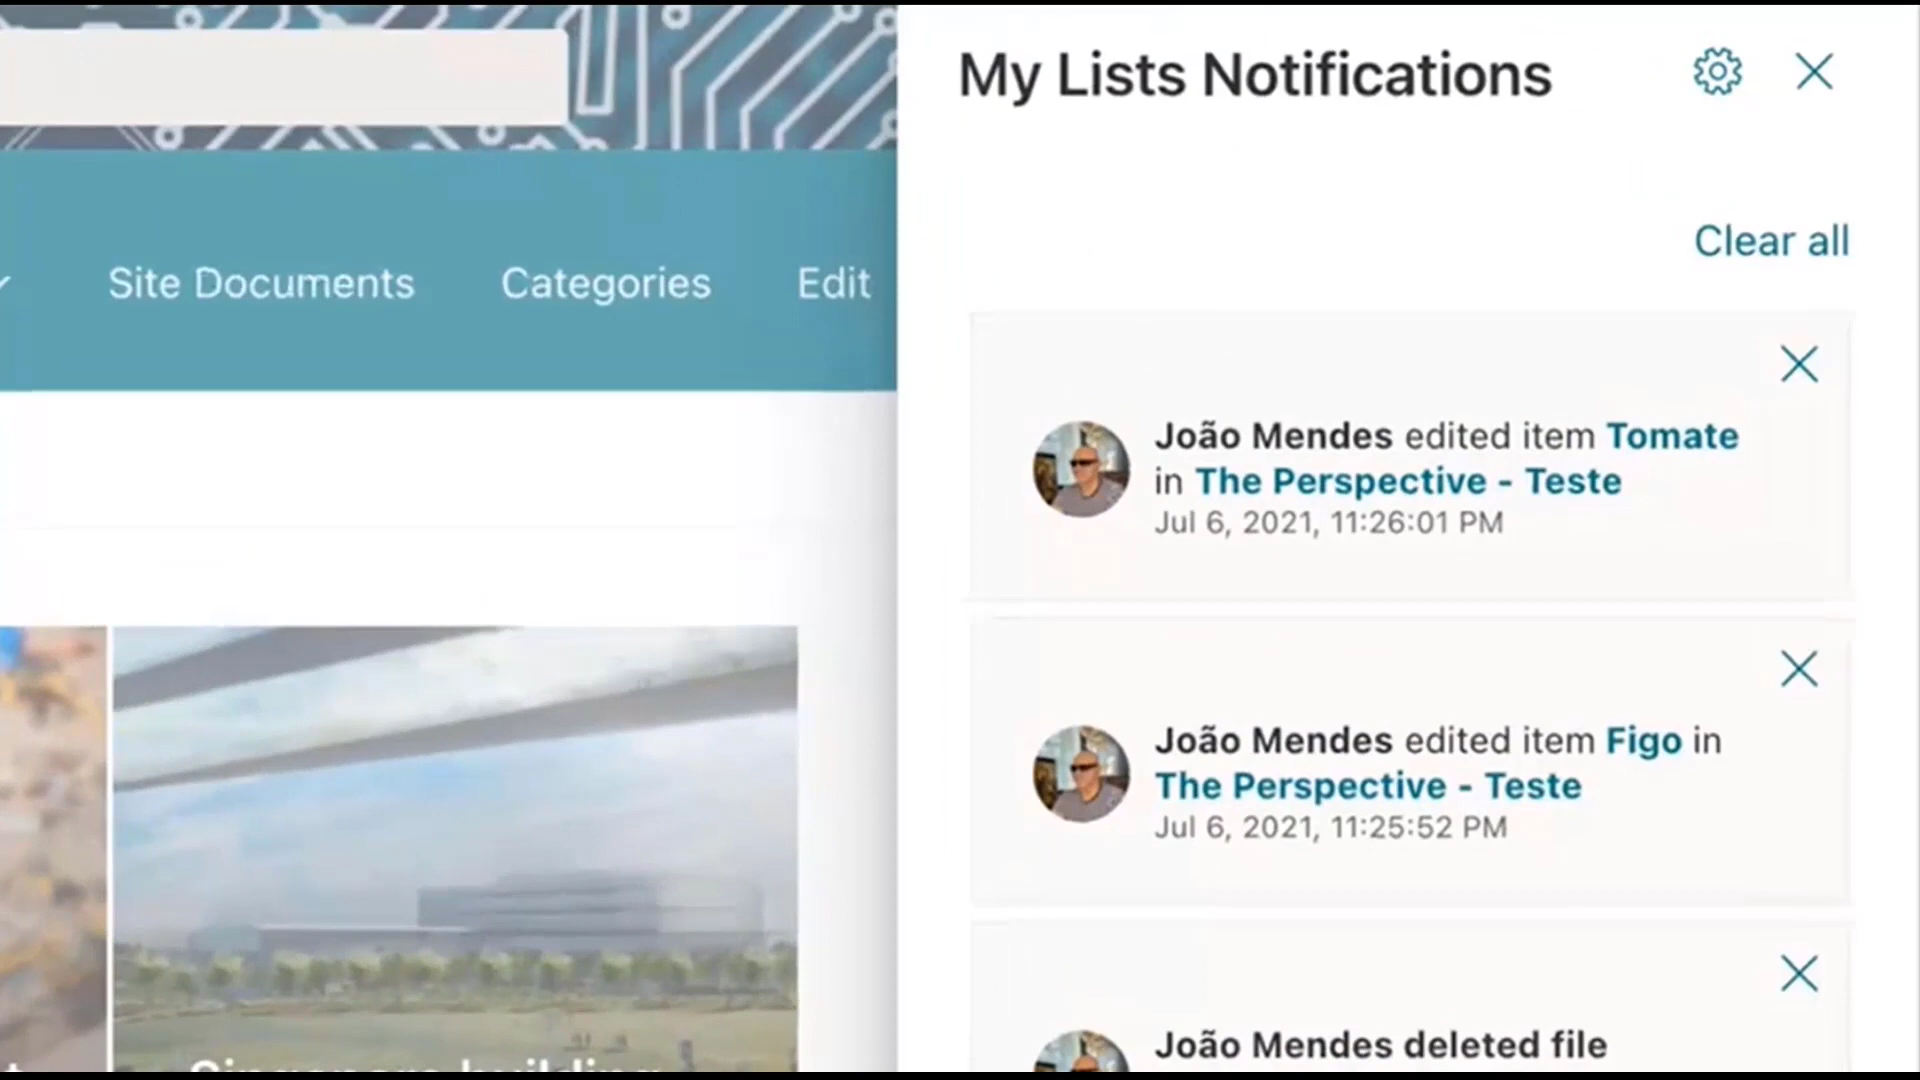 My Lists Notifications
Site Documents
Categories
Edit
Clear all
João Mendes edited item Tomate
in The Perspective - Teste
Jul 6, 2021, 11:26:01 PM
João Mendes edited item Figo in
The Perspective - Teste
Jul 6, 2021, 11:25:52 PM
João Mendes deleted file
Singapore building